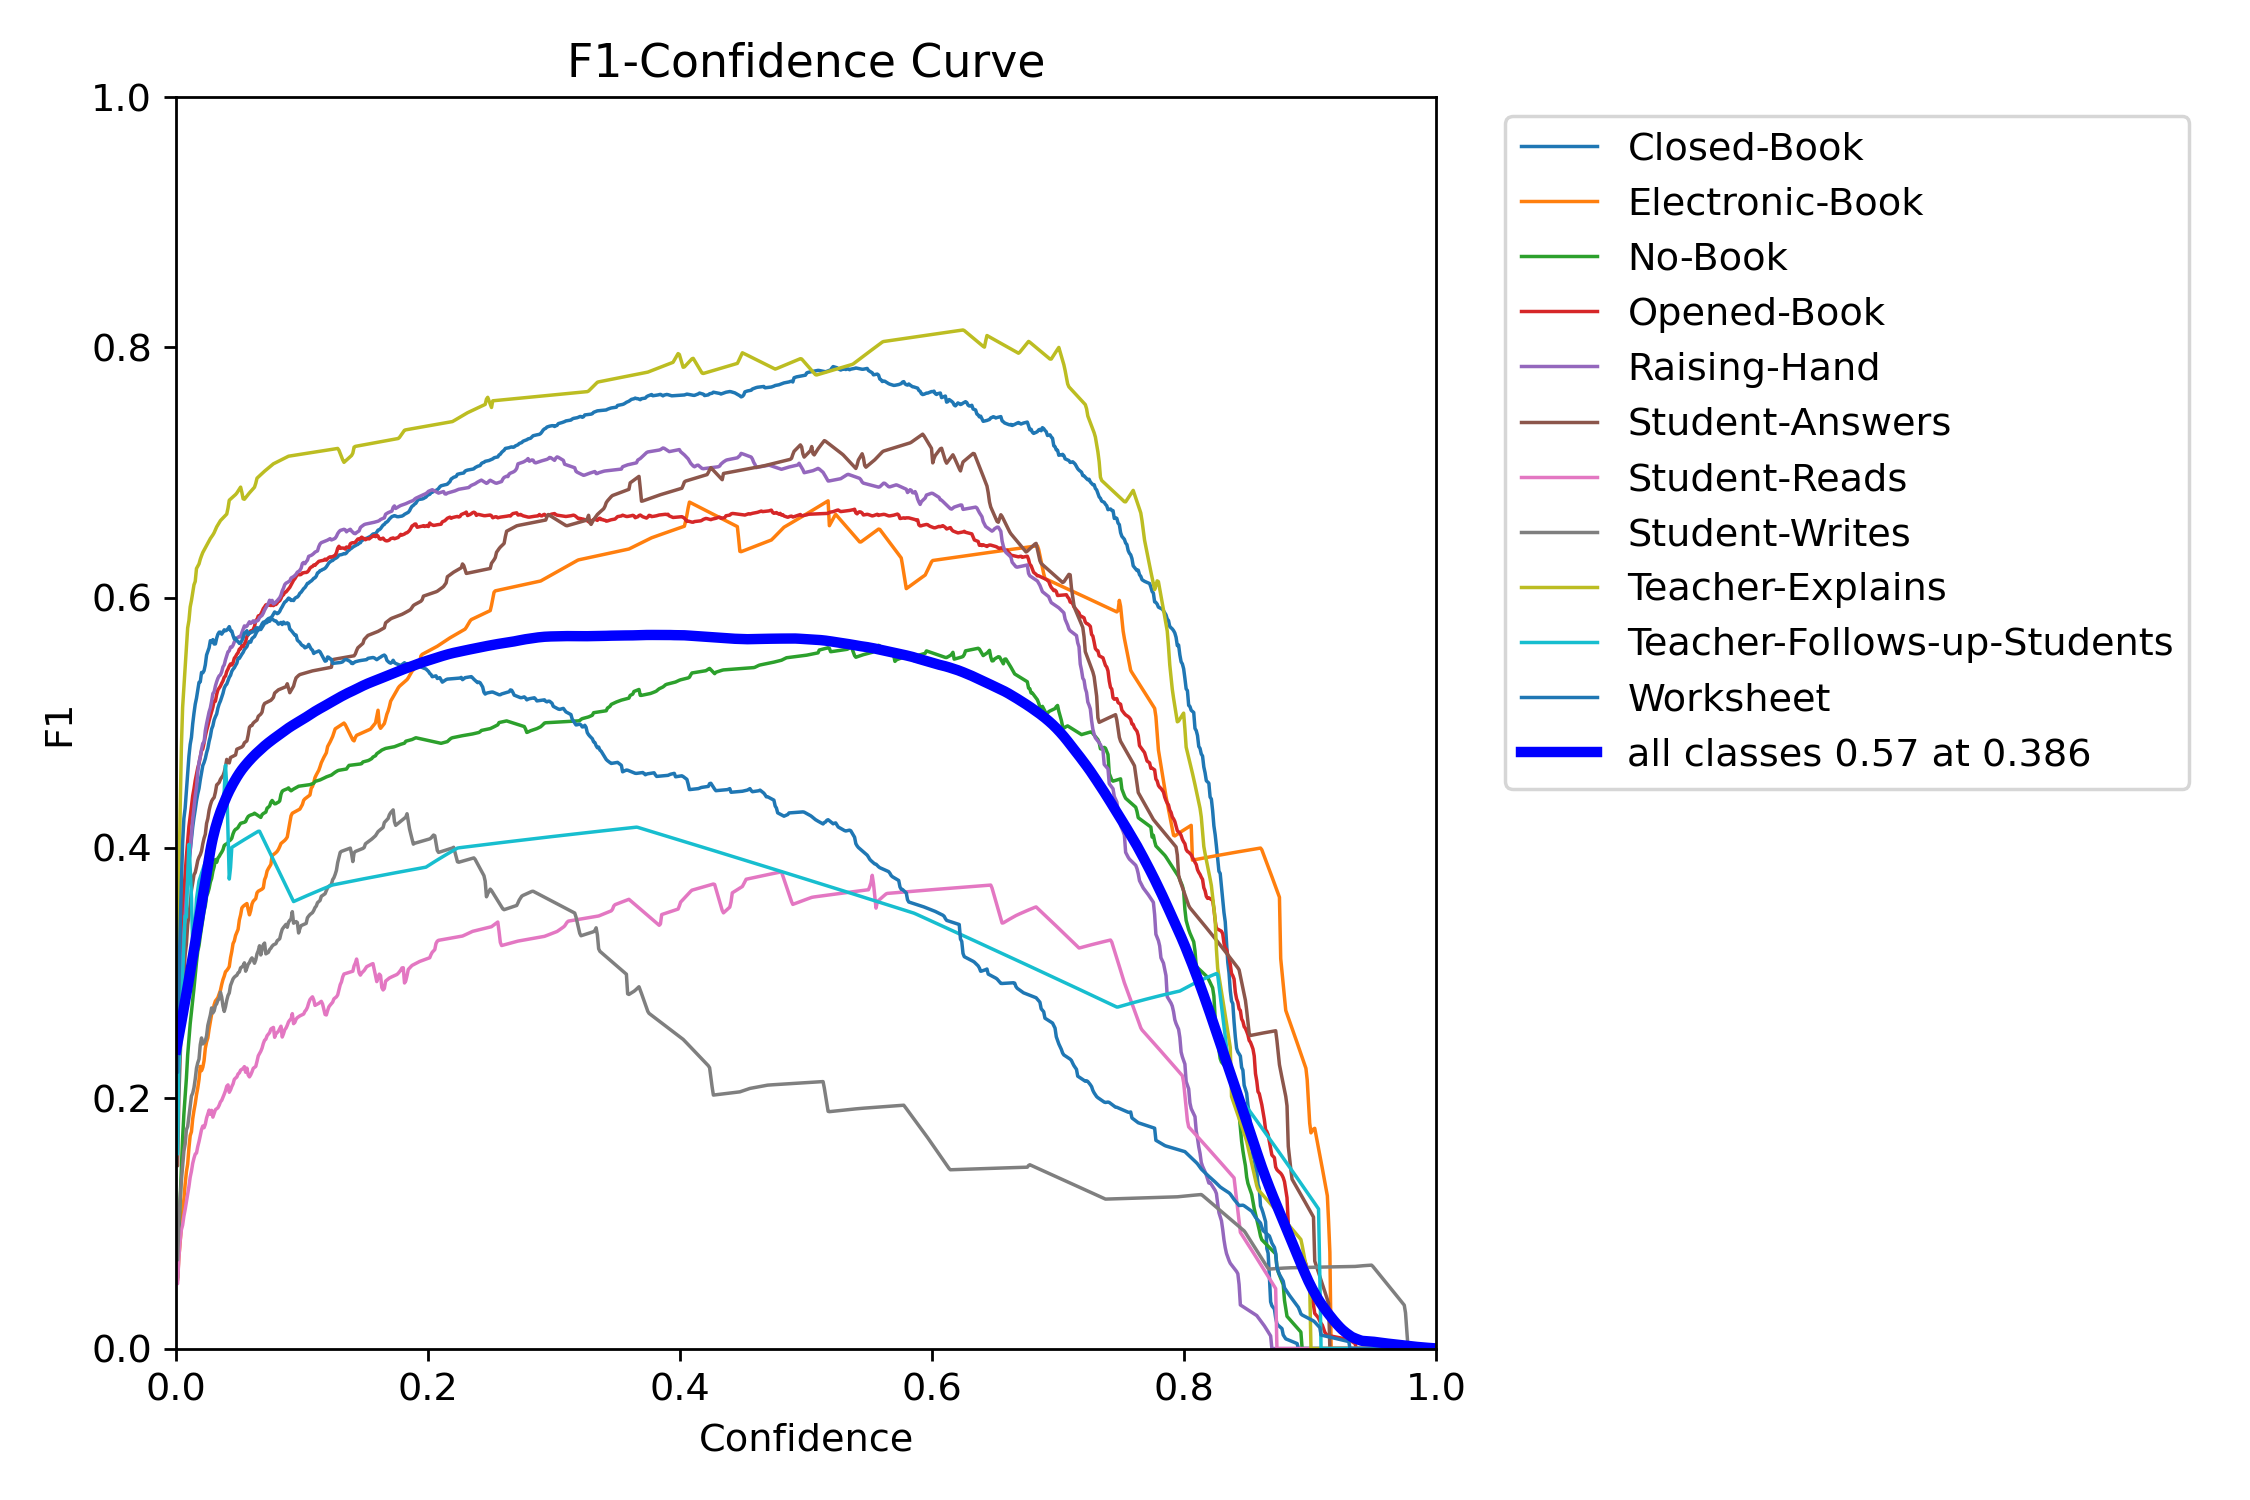 F1-Confidence Curve
1.0
0.8
0.6
0.4
0.2
0.0
F1
0.0 0.2 0.4 0.6 0.8 1.0
Confidence
Closed-Book
Electronic-Book
No-Book
Opened-Book
Raising-Hand
Student-Answers
Student-Reads
Student-Writes
Teacher-Explains
Teacher-Follows-up-Students
Worksheet
all classes 0.57 at 0.386